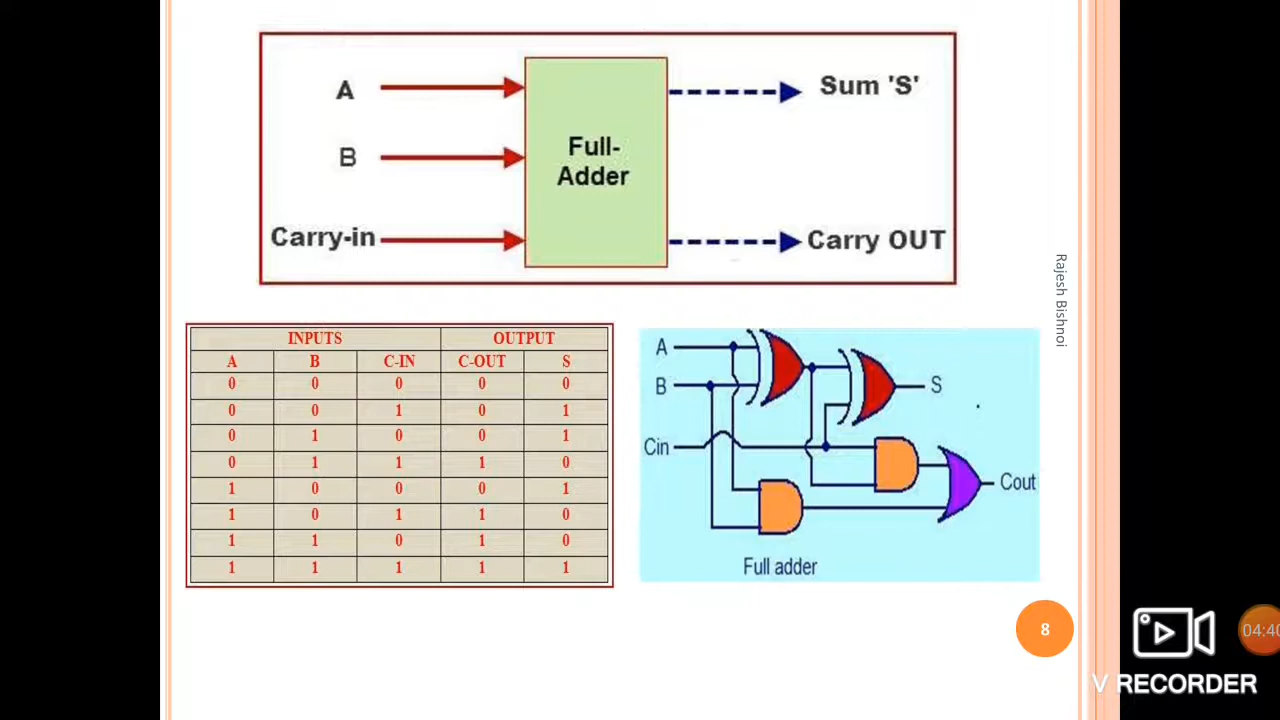 A
B
Carry-in
Full-
Adder
Sum 'S'
Carry OUT
Rajesh Bishnoi
INPUTS OUTPUT
A B C-IN C-OUT S
0 0 0 0 0
0 0 1 0 1
0 1 0 0 1
0 1 1 1 0
1 0 0 0 1
1 0 1 1 0
1 1 0 1 0
1 1 1 1 1
A
B
Cin
S
Cout
Full adder
8
04:40
V RECORDER